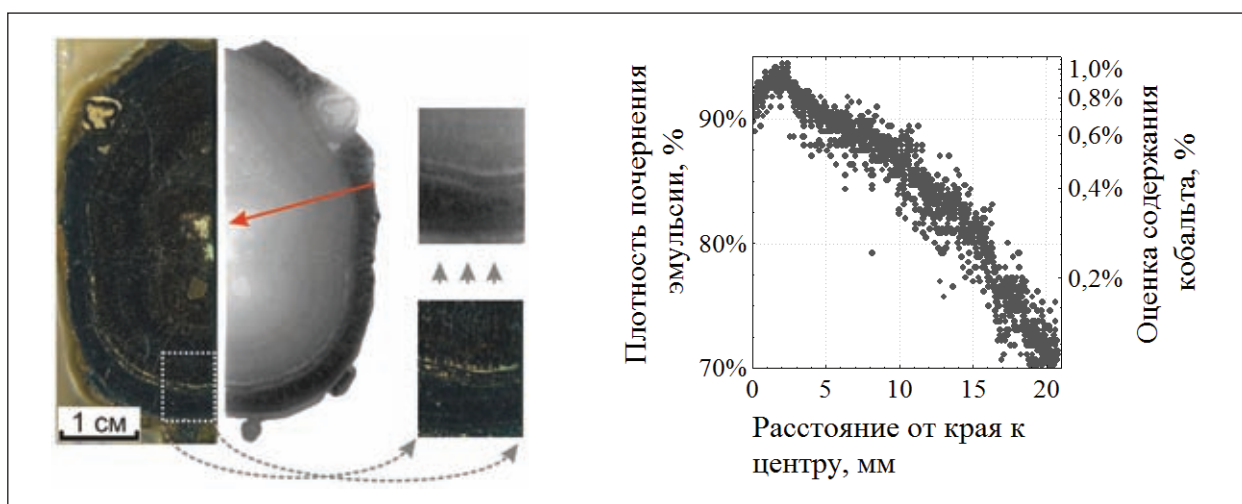 1 см
Плотность почернения
эмульсии, %
90%
80%
70%
0
5
10
15
20
1,0%
0,8%
0,6%
0,4%
0,2%
Оценка содержания
кобальта, %
Расстояние от края к
центру, мм